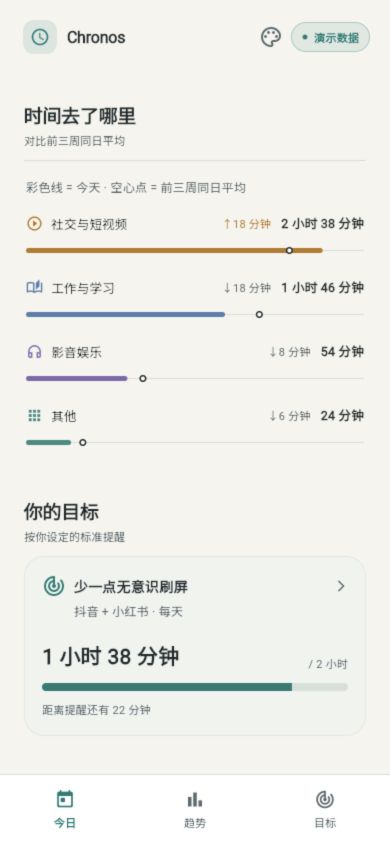 Chronos
演示数据
时间去了哪里
对比前三周同日平均
彩色线 = 今天 · 空心点 = 前三周同日平均
社交与短视频 ↑18 分钟 2 小时 38 分钟
工作与学习 ↓18 分钟 1 小时 46 分钟
影音娱乐 ↓8 分钟 54 分钟
其他 ↓6 分钟 24 分钟
你的目标
按你设定的标准提醒
少一点无意识刷屏
抖音 + 小红书 · 每天
1 小时 38 分钟 / 2 小时
距离提醒还有 22 分钟
今日 趋势 目标